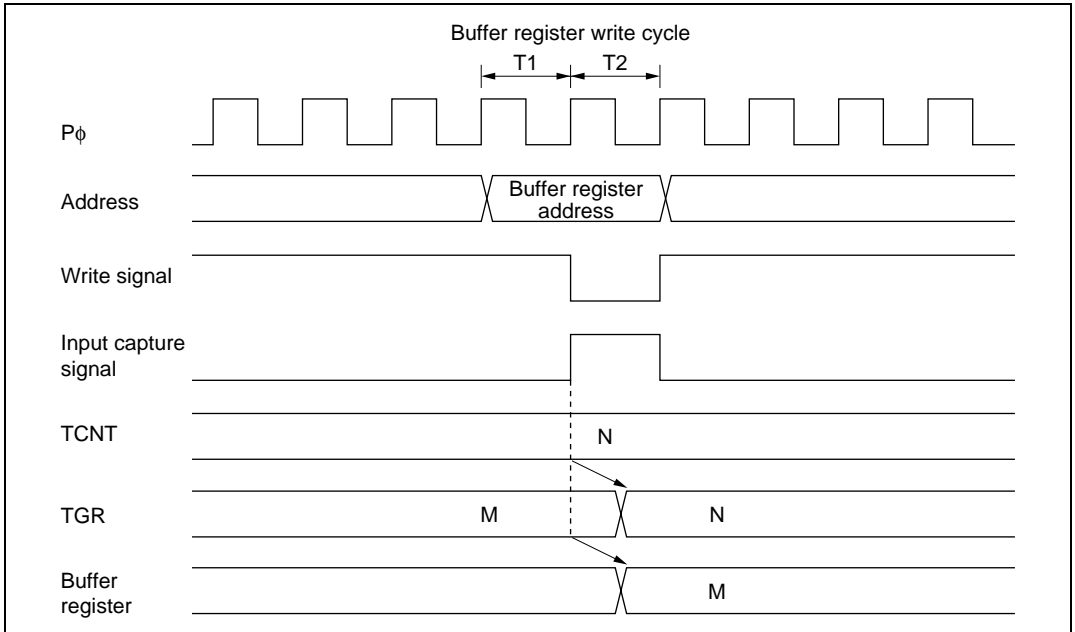 Buffer register write cycle
T1 T2
Pϕ
Address
Buffer register
address
Write signal
Input capture
signal
TCNT
N
TGR
M
N
Buffer
register
M